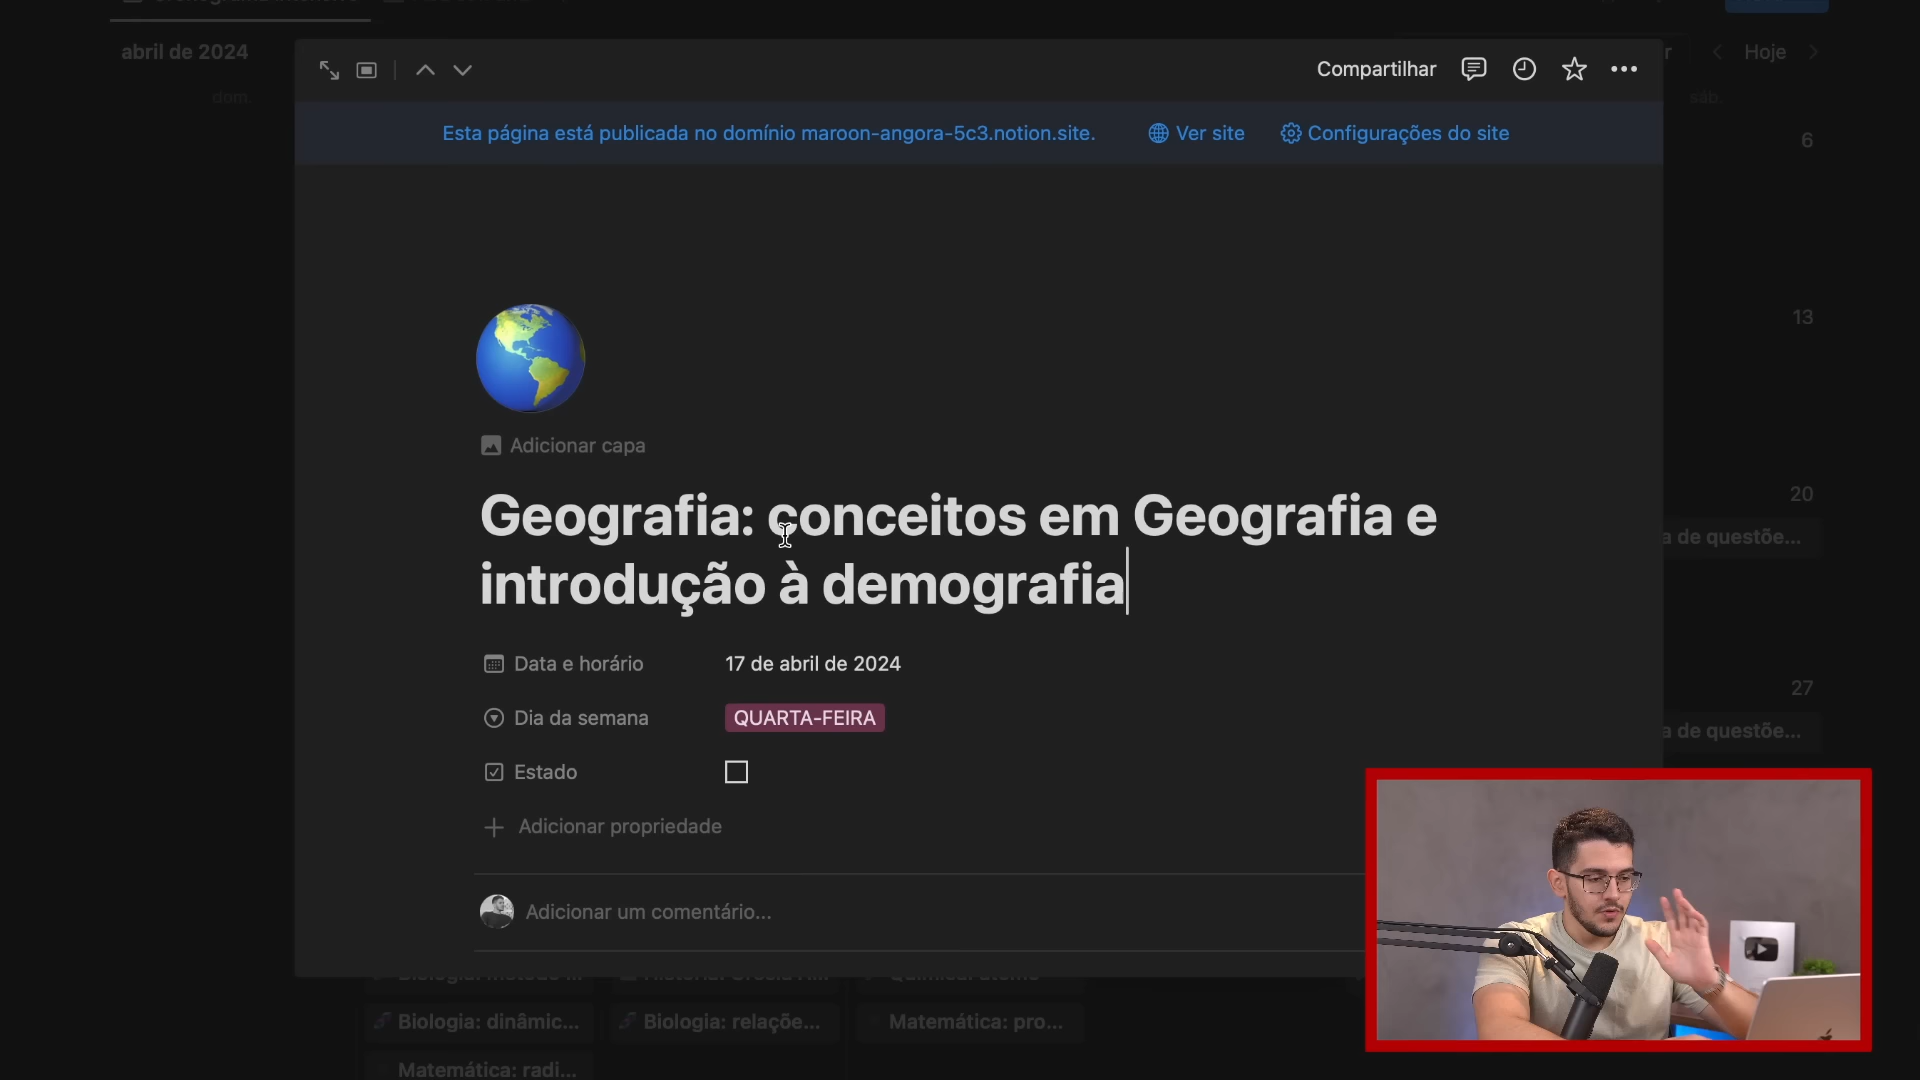 abril de 2024
Hoje
dom.
sáb.
Compartilhar
Esta página está publicada no domínio maroon-angora-5c3.notion.site.
Ver site
Configurações do site
6
13
20
27
a de questõe...
a de questõe...
Adicionar capa
Geografia: conceitos em Geografia e
introdução à demografia
Data e horário
17 de abril de 2024
Dia da semana
QUARTA-FEIRA
Estado
Adicionar propriedade
Adicionar um comentário...
Biologia: dinâmic...
Biologia: relaçõe...
Matemática: pro...
Matemática: radi...